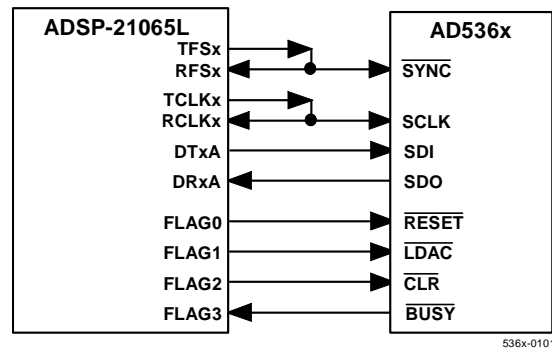 ADSP-21065L
AD536x
TFSx
RFSx
SYNC
TCLKx
RCLKx
SCLK
DTxA
SDI
DRxA
SDO
FLAG0
RESET
FLAG1
LDAC
FLAG2
CLR
FLAG3
BUSY
536x-0101